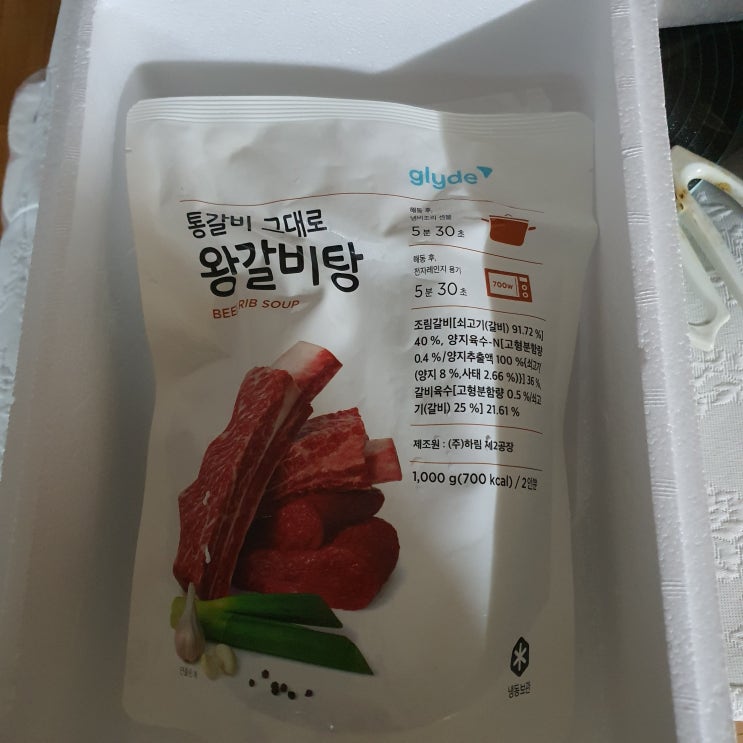 glyde
통갈비 그대로
왕갈비탕
BEEF RIB SOUP
해동 후,
냄비조리 센불
5분 30초
해동 후,
전자레인지 용기
5분 30초
700W
조림갈비[쇠고기(갈비) 91.72 %]
40 %, 양지육수-N[고형분함량
0.4 %/양지추출액 100 %{쇠고기
(양지 8 %,사태 2.66 %)}] 36 %,
갈비육수[고형분함량 0.5 %/쇠고
기(갈비) 25 %] 21.61 %
제조원 : (주)하림 제2공장
1,000 g(700 kcal) / 2인분
연출된 예
냉동보관